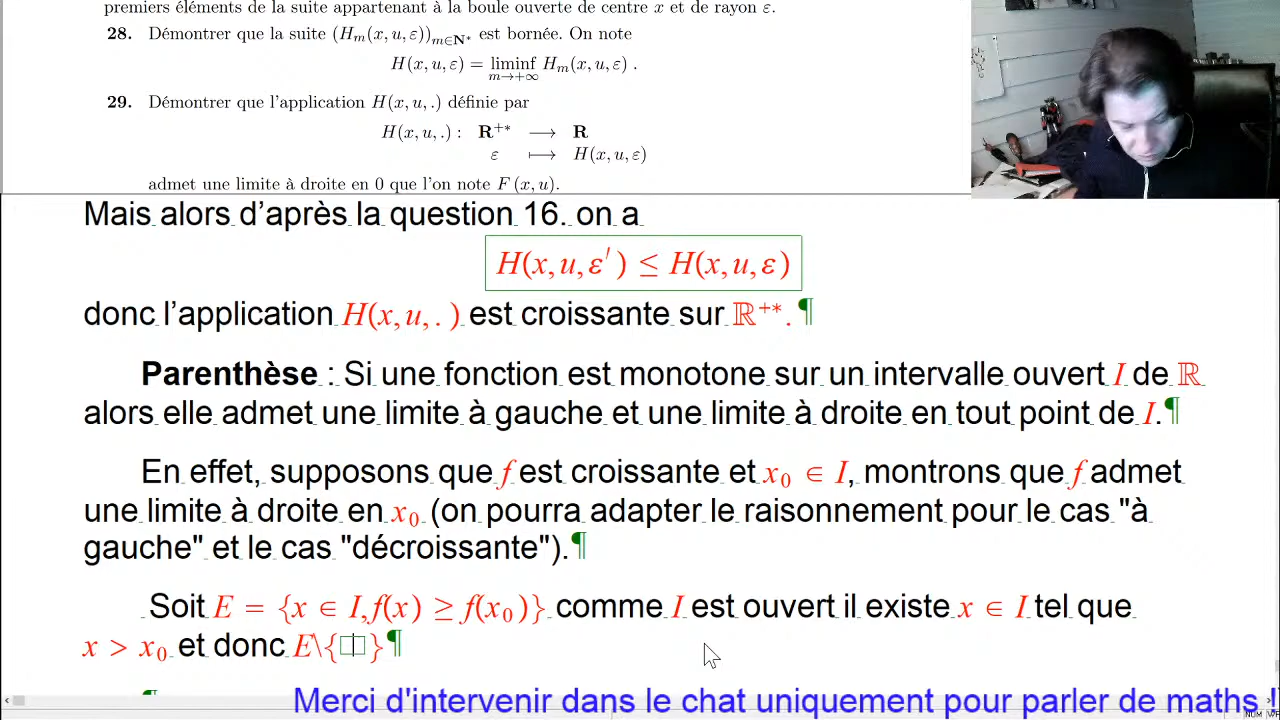 premiers éléments de la suite appartenant à la boule ouverte de centre x et de rayon ε.
28. Démontrer que la suite (Hₘ(x, u, ε))ₘ∈N* est bornée. On note
H(x, u, ε) = liminf Hₘ(x, u, ε) .
m→+∞
29. Démontrer que l'application H(x, u, .) définie par
H(x, u, .) : R⁺* ⟶ R
ε ⟼ H(x, u, ε)
admet une limite à droite en 0 que l'on note F (x, u).
Mais alors d'après la question 16. on a
H(x, u, ε′) ≤ H(x, u, ε)
donc l'application H(x, u, . ) est croissante sur ℝ⁺*.¶
Parenthèse : Si une fonction est monotone sur un intervalle ouvert I de ℝ
alors elle admet une limite à gauche et une limite à droite en tout point de I.¶
En effet, supposons que f est croissante et x₀ ∈ I, montrons que f admet
une limite à droite en x₀ (on pourra adapter le raisonnement pour le cas "à
gauche" et le cas "décroissante").¶
Soit E = {x ∈ I, f(x) ≥ f(x₀)} comme I est ouvert il existe x ∈ I tel que
x > x₀ et donc E\{□}¶
¶
Merci d'intervenir dans le chat uniquement pour parler de maths !
NUM